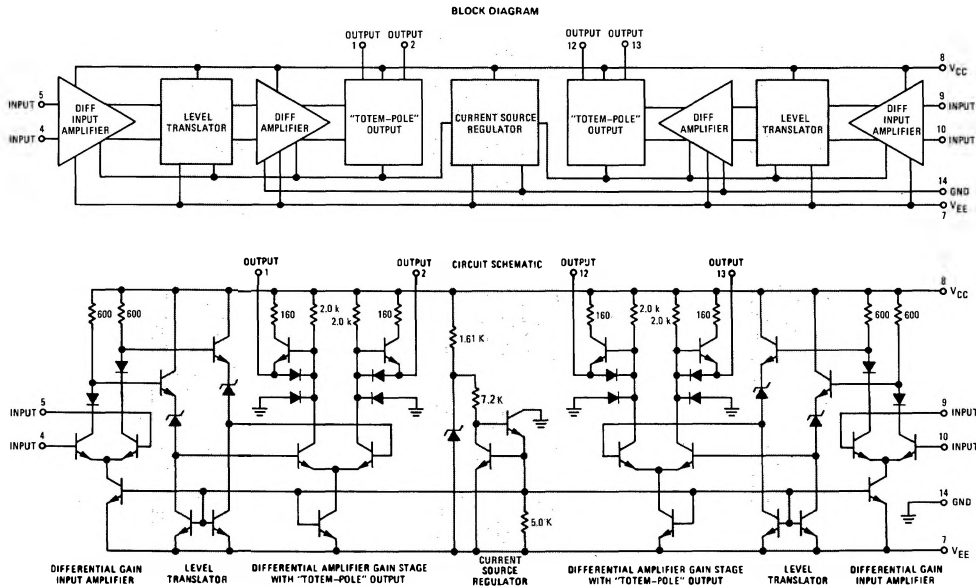 BLOCK DIAGRAM
OUTPUT
1 2
OUTPUT
12 13
8
VCC
5
INPUT
INPUT
4
DIFF
INPUT
AMPLIFIER
LEVEL
TRANSLATOR
DIFF
AMPLIFIER
"TOTEM-POLE"
OUTPUT
CURRENT SOURCE
REGULATOR
"TOTEM-POLE"
OUTPUT
DIFF
AMPLIFIER
LEVEL
TRANSLATOR
DIFF
INPUT
AMPLIFIER
9
INPUT
10
INPUT
14
GND
VEE
7
OUTPUT
1
OUTPUT
2
CIRCUIT SCHEMATIC
OUTPUT
12
OUTPUT
13
8
VCC
600
600
160
2.0 k
2.0 k
160
1.61 K
160
2.0 k
2.0 k
160
600
600
7.2 K
5
INPUT
4
INPUT
9
INPUT
10
INPUT
14
GND
5.0 K
7
VEE
DIFFERENTIAL GAIN
INPUT AMPLIFIER
LEVEL
TRANSLATOR
DIFFERENTIAL AMPLIFIER GAIN STAGE
WITH "TOTEM-POLE" OUTPUT
CURRENT
SOURCE
REGULATOR
DIFFERENTIAL AMPLIFIER GAIN STAGE
WITH "TOTEM-POLE" OUTPUT
LEVEL
TRANSLATOR
DIFFERENTIAL GAIN
INPUT AMPLIFIER